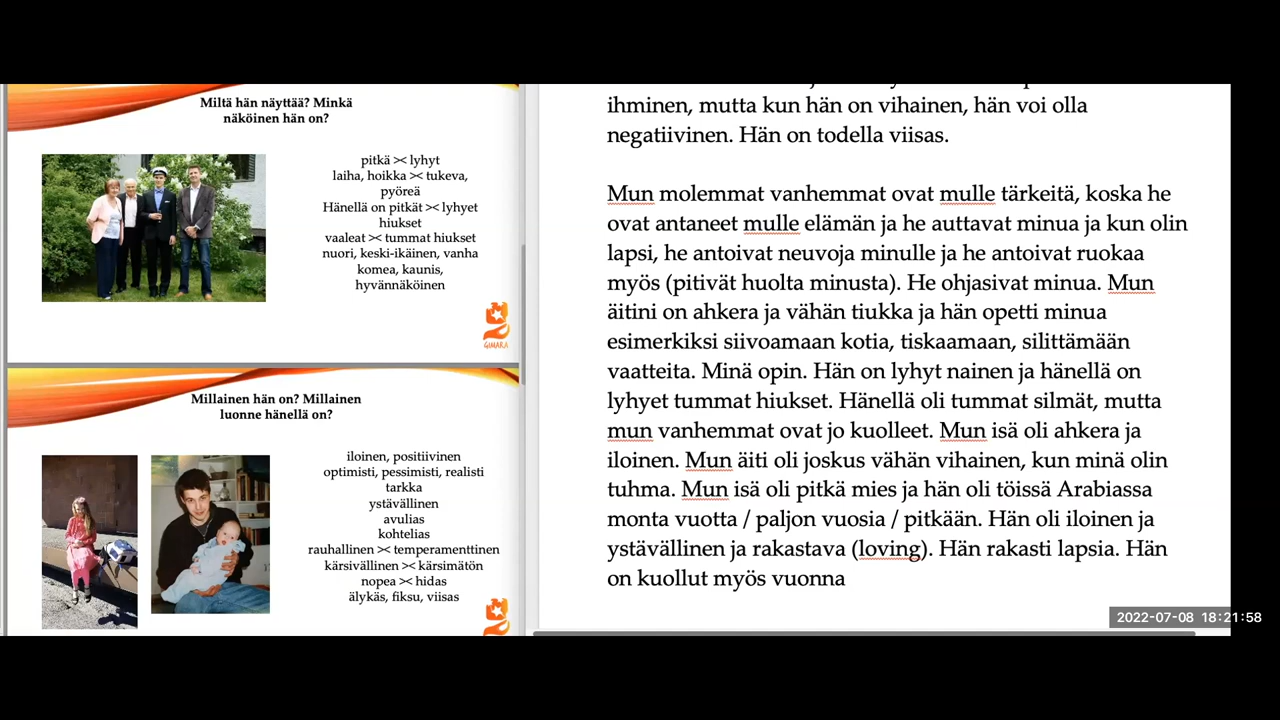 Miltä hän näyttää? Minkä
näköinen hän on?
pitkä >< lyhyt
laiha, hoikka >< tukeva,
pyöreä
Hänellä on pitkät >< lyhyet
hiukset
vaaleat >< tummat hiukset
nuori, keski-ikäinen, vanha
komea, kaunis,
hyvännäköinen
GIMARA
Millainen hän on? Millainen
luonne hänellä on?
iloinen, positiivinen
optimisti, pessimisti, realisti
tarkka
ystävällinen
avulias
kohtelias
rauhallinen >< temperamenttinen
kärsivällinen >< kärsimätön
nopea >< hidas
älykäs, fiksu, viisas
ihminen, mutta kun hän on vihainen, hän voi olla
negatiivinen. Hän on todella viisas.
Mun molemmat vanhemmat ovat mulle tärkeitä, koska he
ovat antaneet mulle elämän ja he auttavat minua ja kun olin
lapsi, he antoivat neuvoja minulle ja he antoivat ruokaa
myös (pitivät huolta minusta). He ohjasivat minua. Mun
äitini on ahkera ja vähän tiukka ja hän opetti minua
esimerkiksi siivoamaan kotia, tiskaamaan, silittämään
vaatteita. Minä opin. Hän on lyhyt nainen ja hänellä on
lyhyet tummat hiukset. Hänellä oli tummat silmät, mutta
mun vanhemmat ovat jo kuolleet. Mun isä oli ahkera ja
iloinen. Mun äiti oli joskus vähän vihainen, kun minä olin
tuhma. Mun isä oli pitkä mies ja hän oli töissä Arabiassa
monta vuotta / paljon vuosia / pitkään. Hän oli iloinen ja
ystävällinen ja rakastava (loving). Hän rakasti lapsia. Hän
on kuollut myös vuonna
2022-07-08 18:21:58